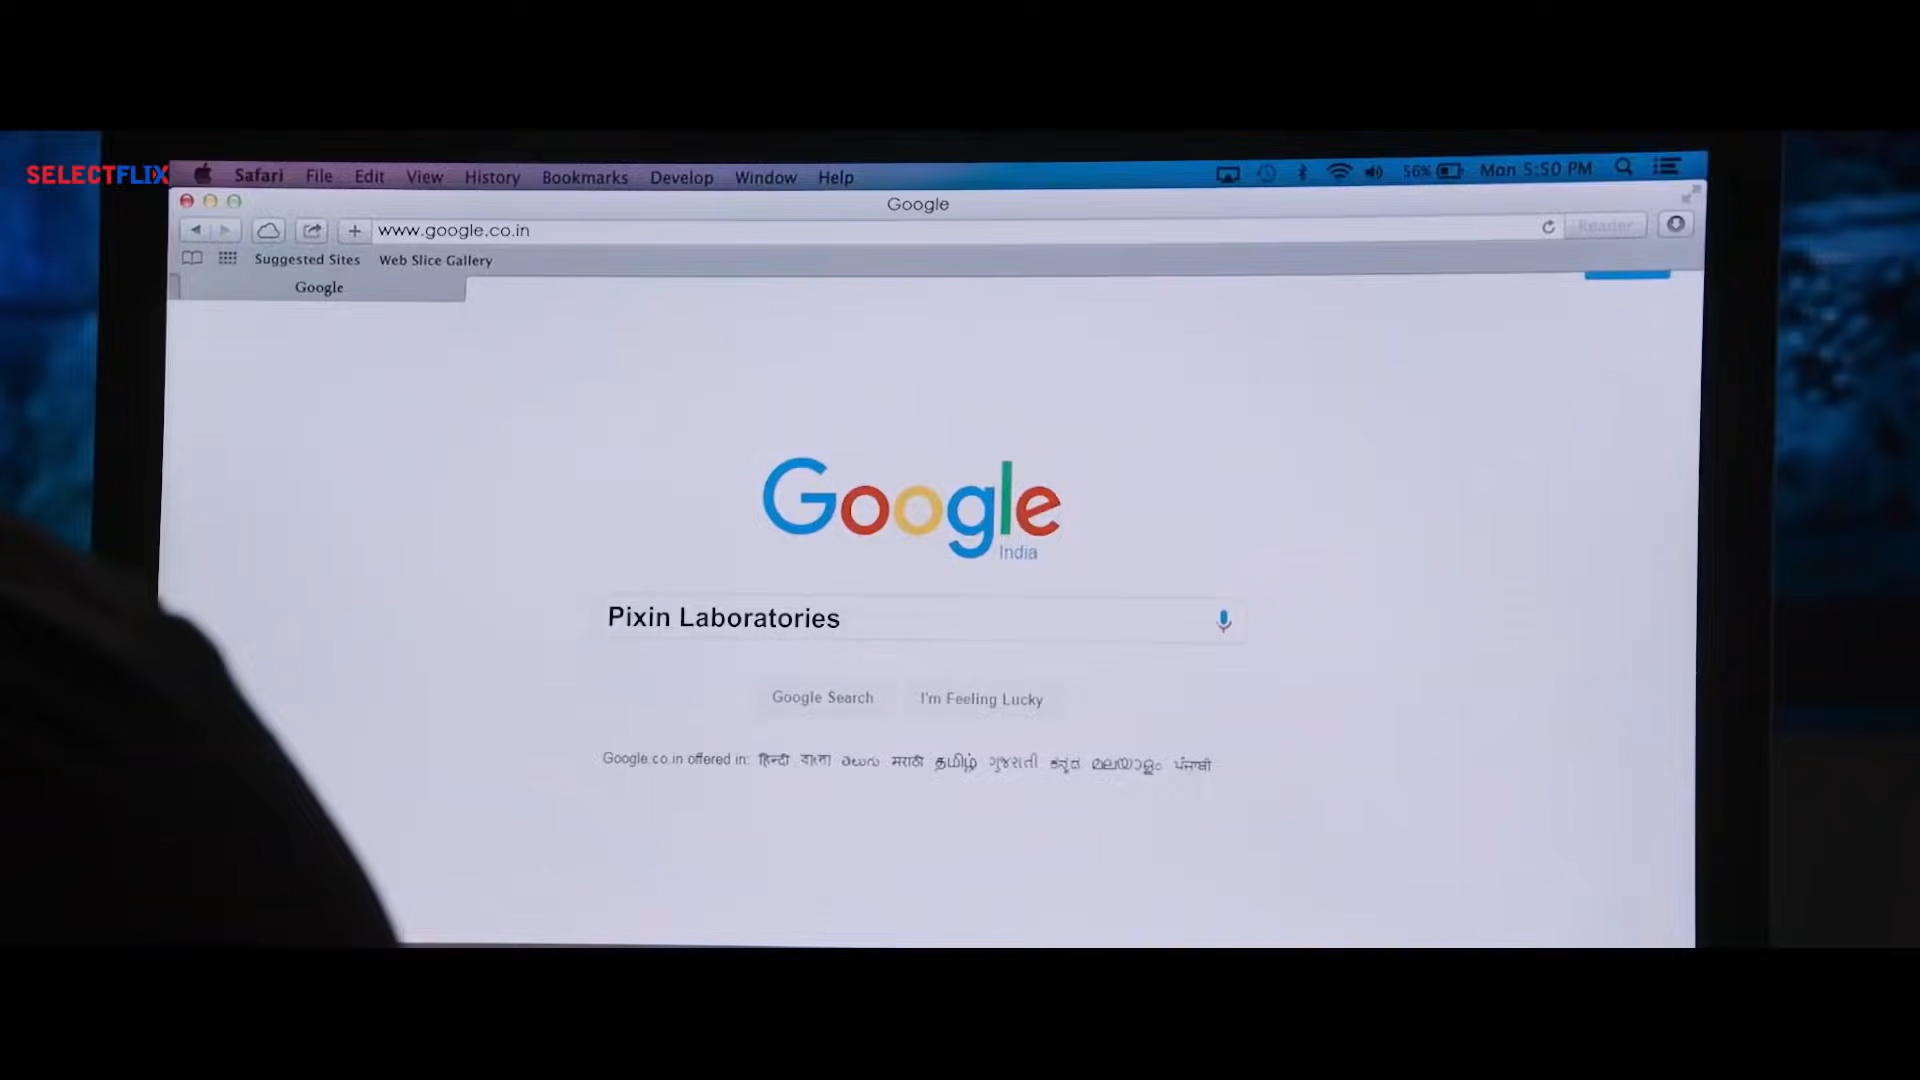 SELECTFLIX
Safari File Edit View History Bookmarks Develop Window Help 56% Mon 5:50 PM
Google
www.google.co.in Reader
Suggested Sites Web Slice Gallery
Google
Google
India
Pixin Laboratories
Google Search I'm Feeling Lucky
Google.co.in offered in: हिन्दी বাংলা తెలుగు मराठी தமிழ் ગુજરાતી ಕನ್ನಡ മലയാളം ਪੰਜਾਬੀ